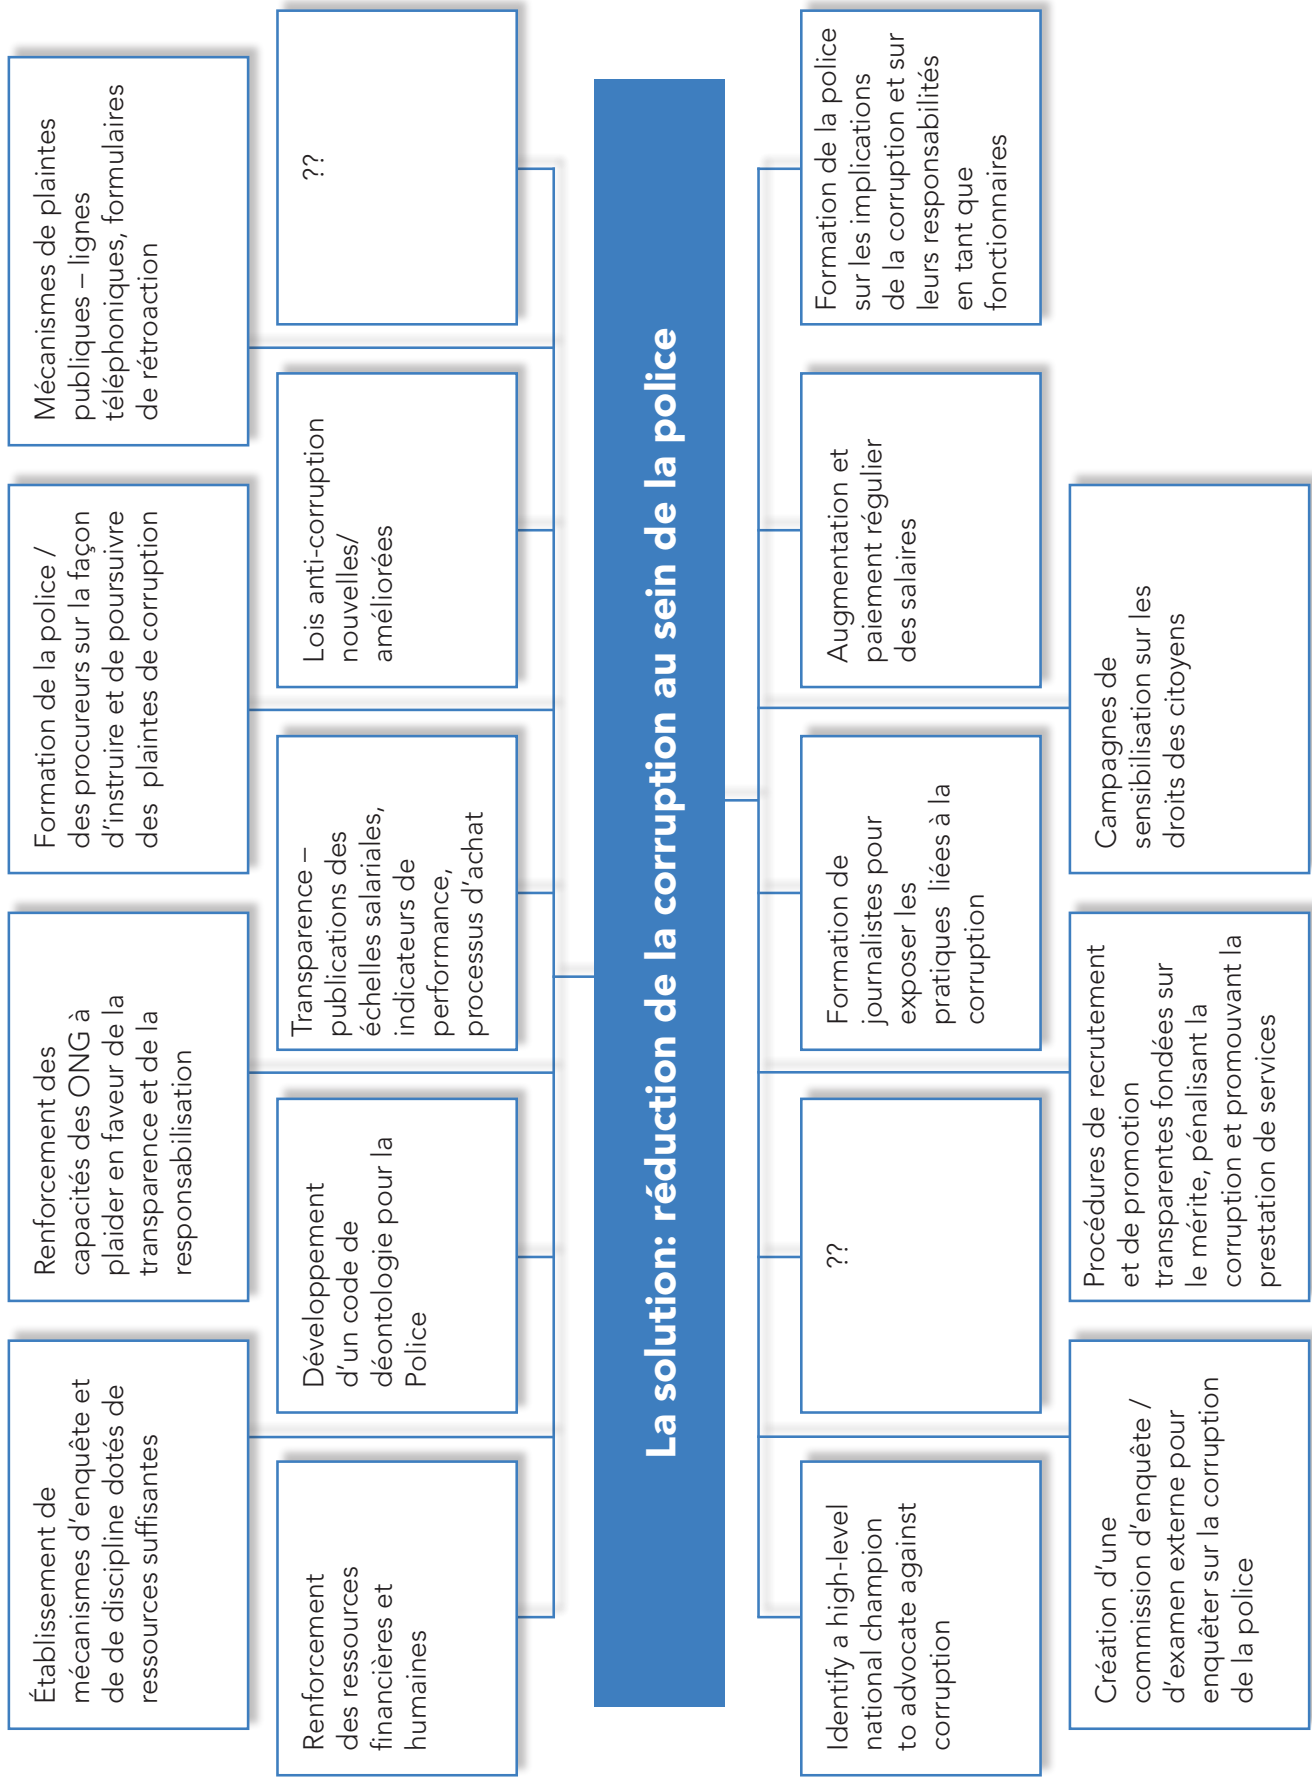 Établissement de
mécanismes d'enquête et
de de discipline dotés de
ressources suffisantes
Renforcement des
capacités des ONG à
plaider en faveur de la
transparence et de la
responsabilisation
Formation de la police /
des procureurs sur la façon
d'instruire et de poursuivre
des plaintes de corruption
Mécanismes de plaintes
publiques – lignes
téléphoniques, formulaires
de rétroaction
Renforcement
des ressources
financières et
humaines
Développement
d'un code de
déontologie pour la
Police
Transparence –
publications des
échelles salariales,
indicateurs de
performance,
processus d'achat
Lois anti-corruption
nouvelles/
améliorées
??
La solution: réduction de la corruption au sein de la police
Identify a high-level
national champion
to advocate against
corruption
??
Formation de
journalistes pour
exposer les
pratiques liées à la
corruption
Augmentation et
paiement régulier
des salaires
Formation de la police
sur les implications
de la corruption et sur
leurs responsabilités
en tant que
fonctionnaires
Création d'une
commission d'enquête /
d'examen externe pour
enquêter sur la corruption
de la police
Procédures de recrutement
et de promotion
transparentes fondées sur
le mérite, pénalisant la
corruption et promouvant la
prestation de services
Campagnes de
sensibilisation sur les
droits des citoyens